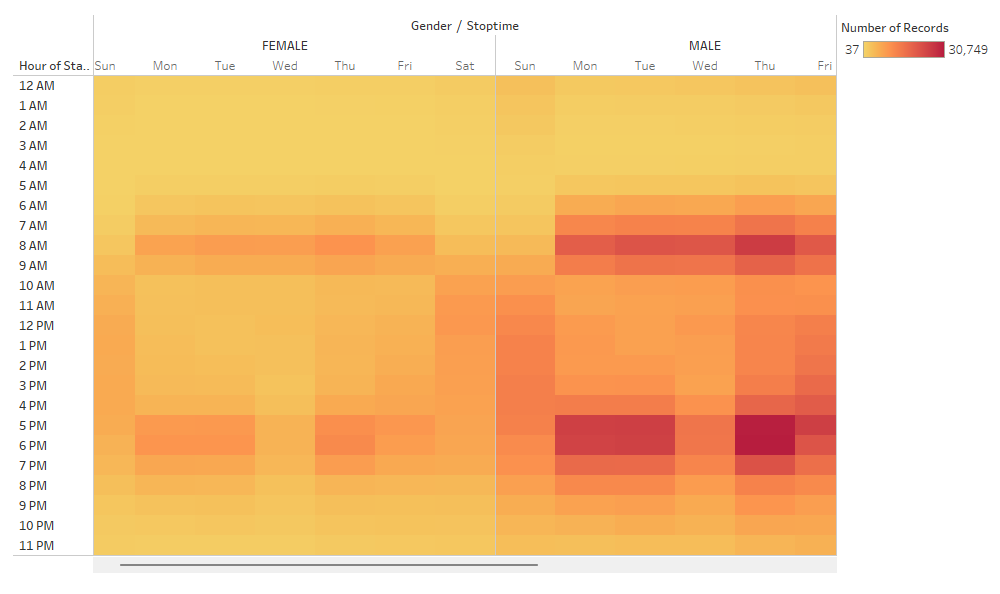 Gender / Stoptime
Number of Records
FEMALE
MALE
37
30,749
Hour of Sta..
Sun
Mon
Tue
Wed
Thu
Fri
Sat
Sun
Mon
Tue
Wed
Thu
Fri
12 AM
1 AM
2 AM
3 AM
4 AM
5 AM
6 AM
7 AM
8 AM
9 AM
10 AM
11 AM
12 PM
1 PM
2 PM
3 PM
4 PM
5 PM
6 PM
7 PM
8 PM
9 PM
10 PM
11 PM